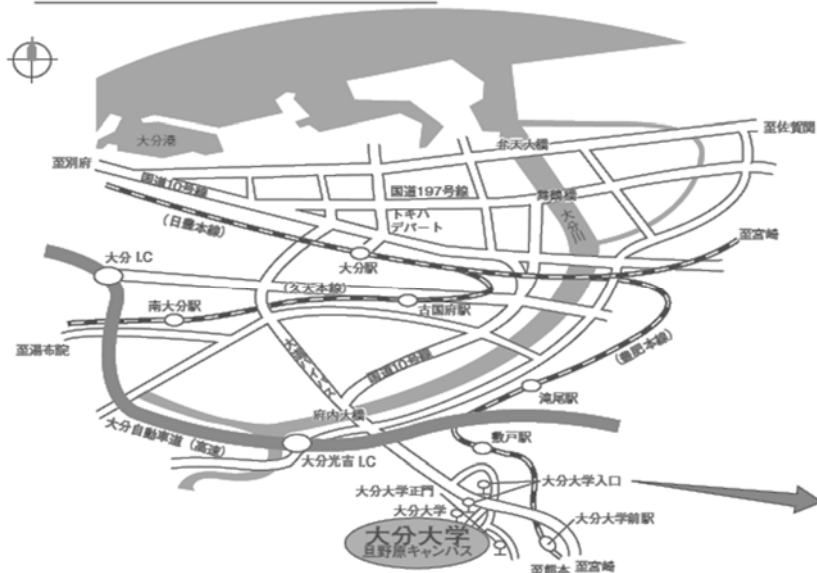 大分港
弁天大橋
至佐賀関
至別府
国道10号線
国道197号線
舞鶴橋
トキハ
デパート
大分川
(日豊本線)
至宮崎
大分 I.C
大分駅
(久大本線)
南大分駅
古国府駅
至湯布院
国道10号線
(豊肥本線)
滝尾駅
府内大橋
大分自動車道(高速)
敷戸駅
大分光吉 I.C
大分大学入口
大分大学正門
大分大学
大分大学前駅
大分大学
旦野原キャンパス
至熊本
至宮崎